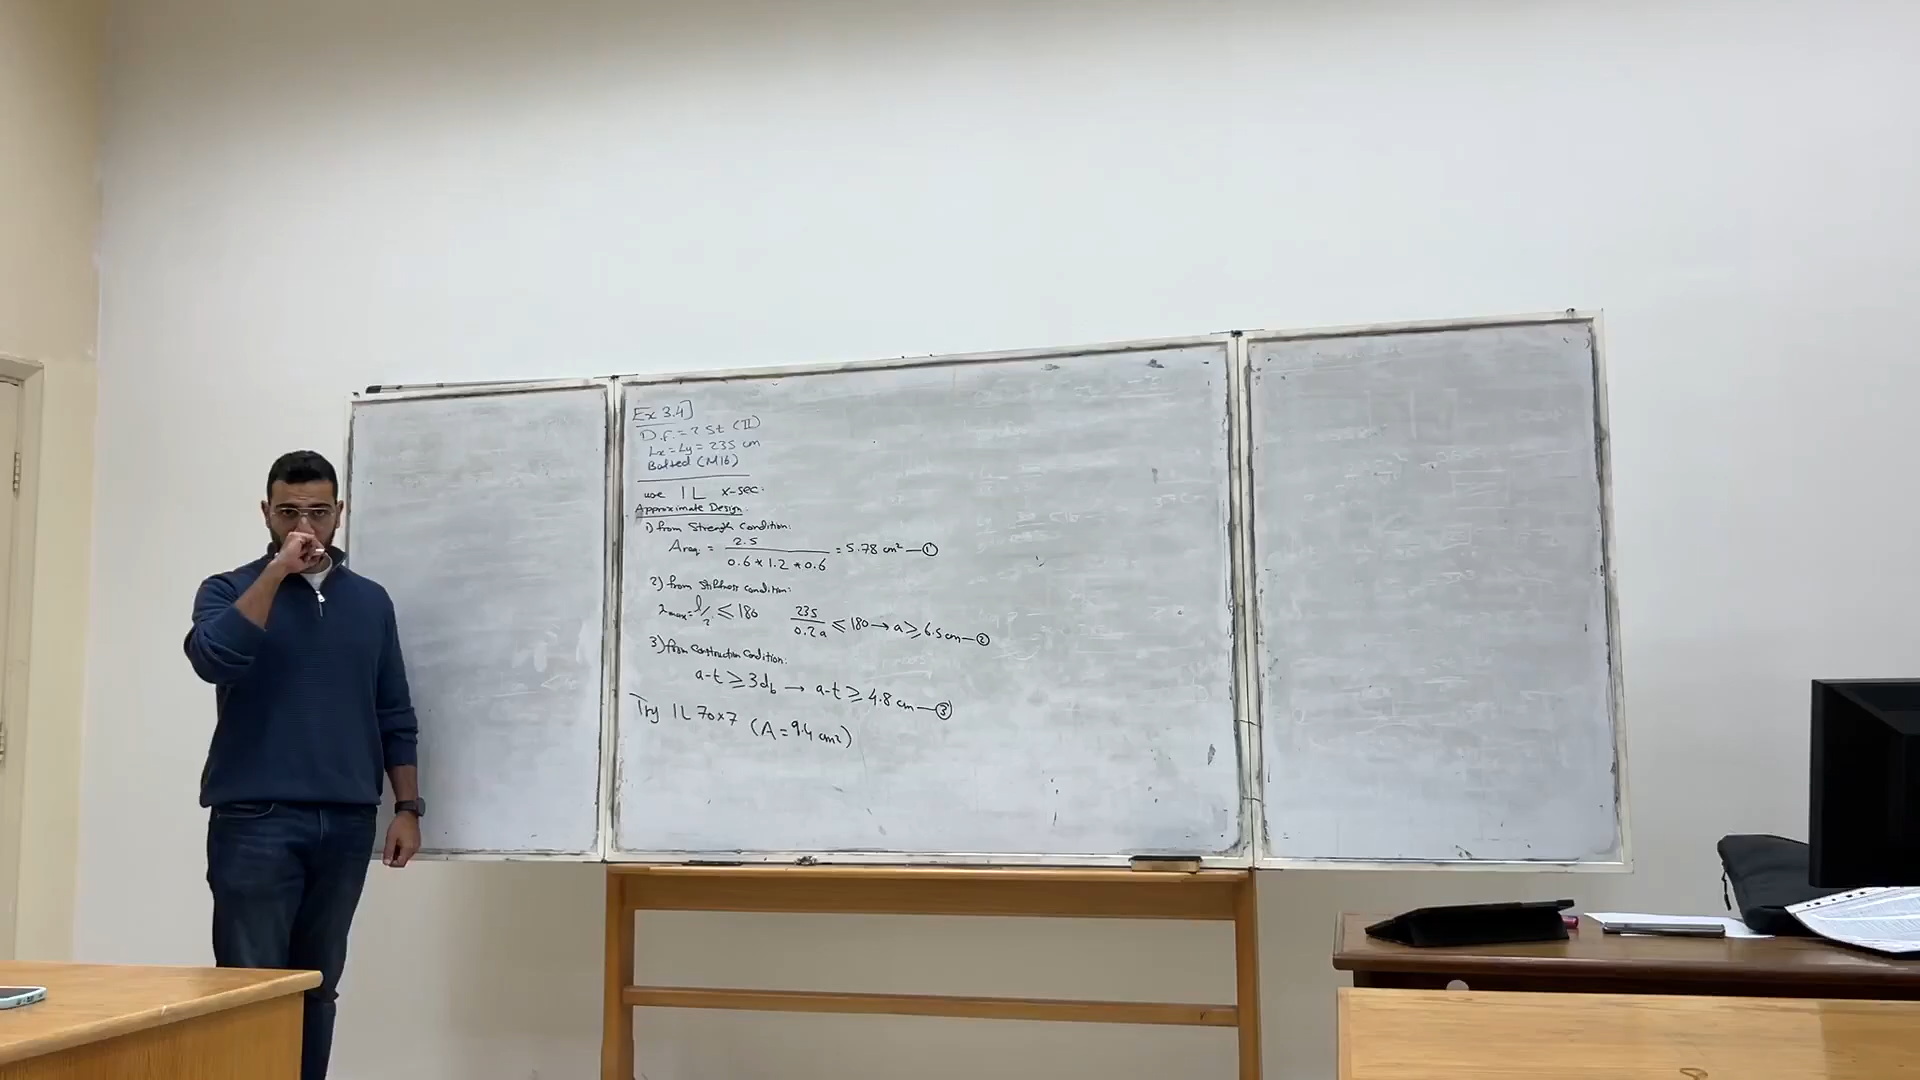 Ex 3.4]
D.F. = 2.5t (II)
Lx = Ly = 235 cm
Bolted (M16)
use 1L x-sec.
Approximate Design.
1) from Strength Condition:
Areq. = 2.5 / 0.6 * 1.2 * 0.6 = 5.78 cm² — ①
2) from Stiffness condition:
λmax = l/i ≤ 180 235 / 0.2a ≤ 180 → a ≥ 6.5 cm — ②
3) from Construction Condition:
a-t ≥ 3db → a-t ≥ 4.8 cm — ③
Try 1L 70x7 (A = 9.4 cm²)